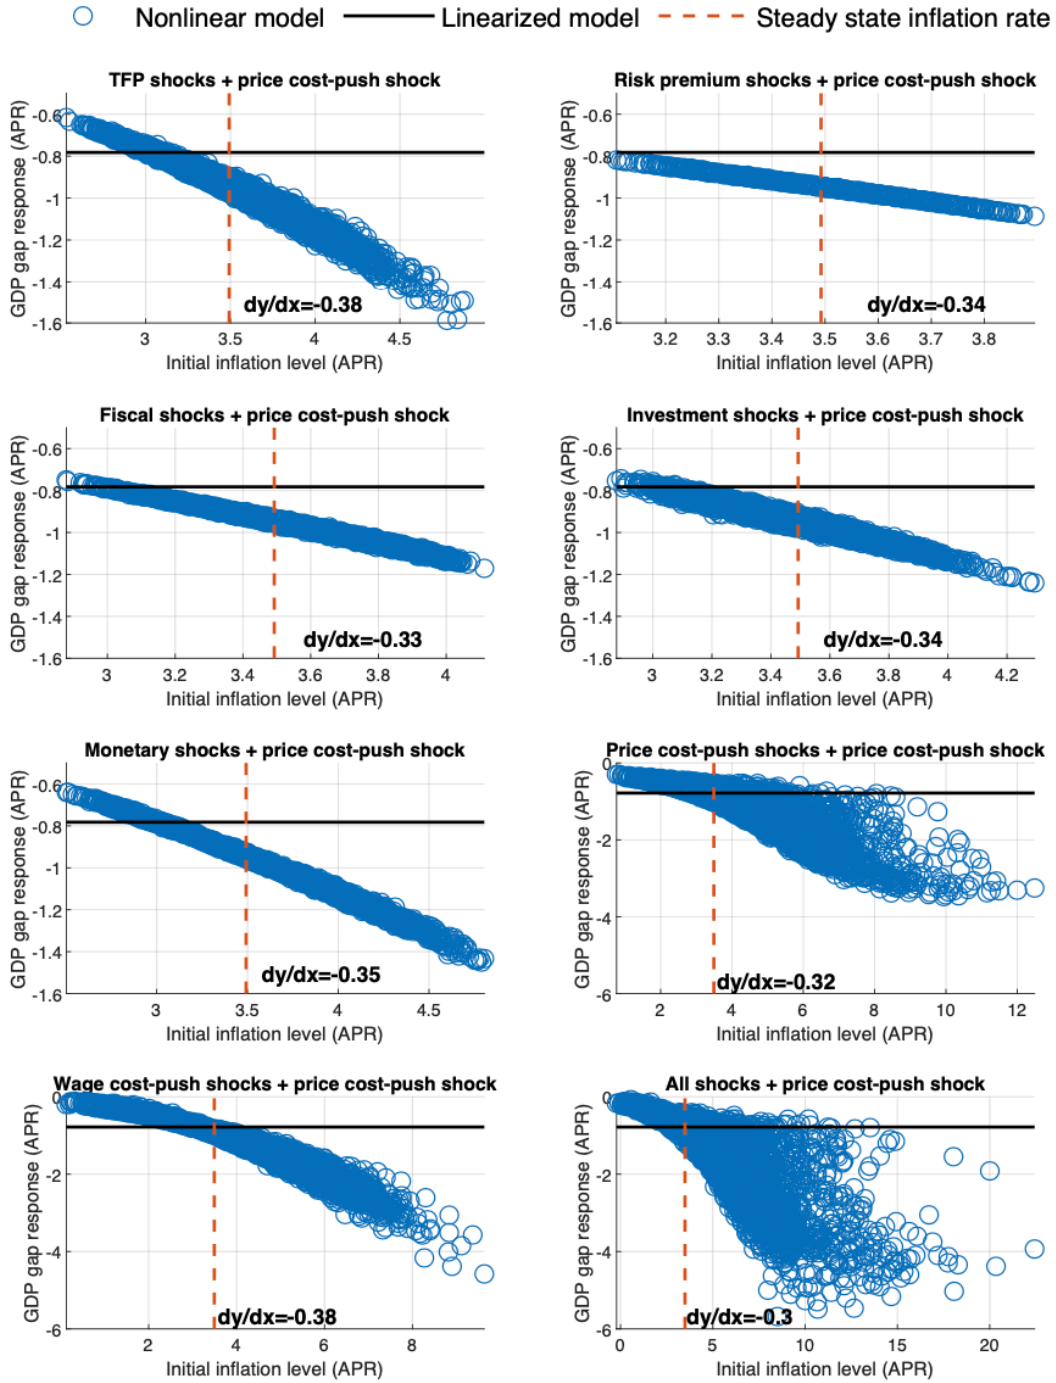 Nonlinear model Linearized model Steady state inflation rate
TFP shocks + price cost-push shock
GDP gap response (APR)
-0.6
-0.8
-1
-1.2
-1.4
-1.6
dy/dx=-0.38
3 3.5 4 4.5
Initial inflation level (APR)
Risk premium shocks + price cost-push shock
GDP gap response (APR)
-0.6
-0.8
-1
-1.2
-1.4
-1.6
dy/dx=-0.34
3.2 3.3 3.4 3.5 3.6 3.7 3.8
Initial inflation level (APR)
Fiscal shocks + price cost-push shock
GDP gap response (APR)
-0.6
-0.8
-1
-1.2
-1.4
-1.6
dy/dx=-0.33
3 3.2 3.4 3.6 3.8 4
Initial inflation level (APR)
Investment shocks + price cost-push shock
GDP gap response (APR)
-0.6
-0.8
-1
-1.2
-1.4
-1.6
dy/dx=-0.34
3 3.2 3.4 3.6 3.8 4 4.2
Initial inflation level (APR)
Monetary shocks + price cost-push shock
GDP gap response (APR)
-0.6
-0.8
-1
-1.2
-1.4
-1.6
dy/dx=-0.35
3 3.5 4 4.5
Initial inflation level (APR)
Price cost-push shocks + price cost-push shock
GDP gap response (APR)
0
-2
-4
-6
dy/dx=-0.32
2 4 6 8 10 12
Initial inflation level (APR)
Wage cost-push shocks + price cost-push shock
GDP gap response (APR)
0
-2
-4
-6
dy/dx=-0.38
2 4 6 8
Initial inflation level (APR)
All shocks + price cost-push shock
GDP gap response (APR)
0
-2
-4
-6
dy/dx=-0.3
0 5 10 15 20
Initial inflation level (APR)